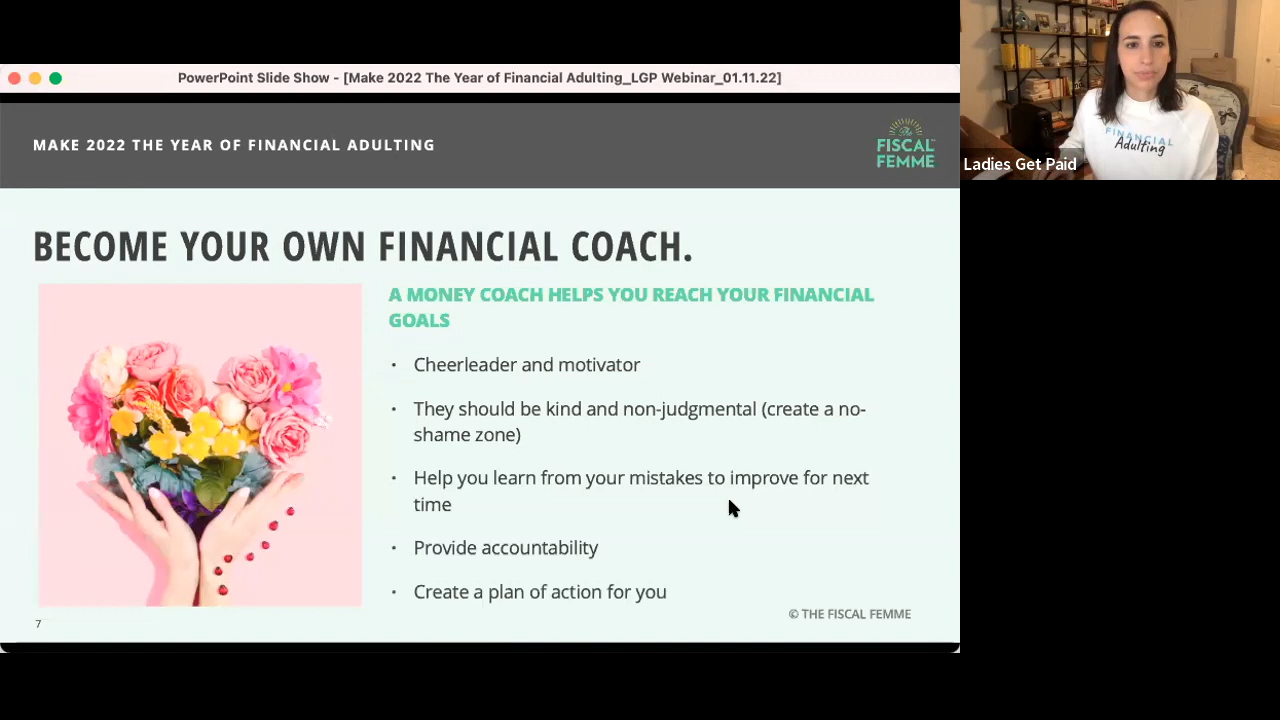 PowerPoint Slide Show - [Make 2022 The Year of Financial Adulting_LGP Webinar_01.11.22]
MAKE 2022 THE YEAR OF FINANCIAL ADULTING
The
FISCAL
FEMME
FINANCIAL
Adulting
Ladies Get Paid
BECOME YOUR OWN FINANCIAL COACH.
A MONEY COACH HELPS YOU REACH YOUR FINANCIAL
GOALS
• Cheerleader and motivator
• They should be kind and non-judgmental (create a no-
shame zone)
• Help you learn from your mistakes to improve for next
time
• Provide accountability
• Create a plan of action for you
© THE FISCAL FEMME
7